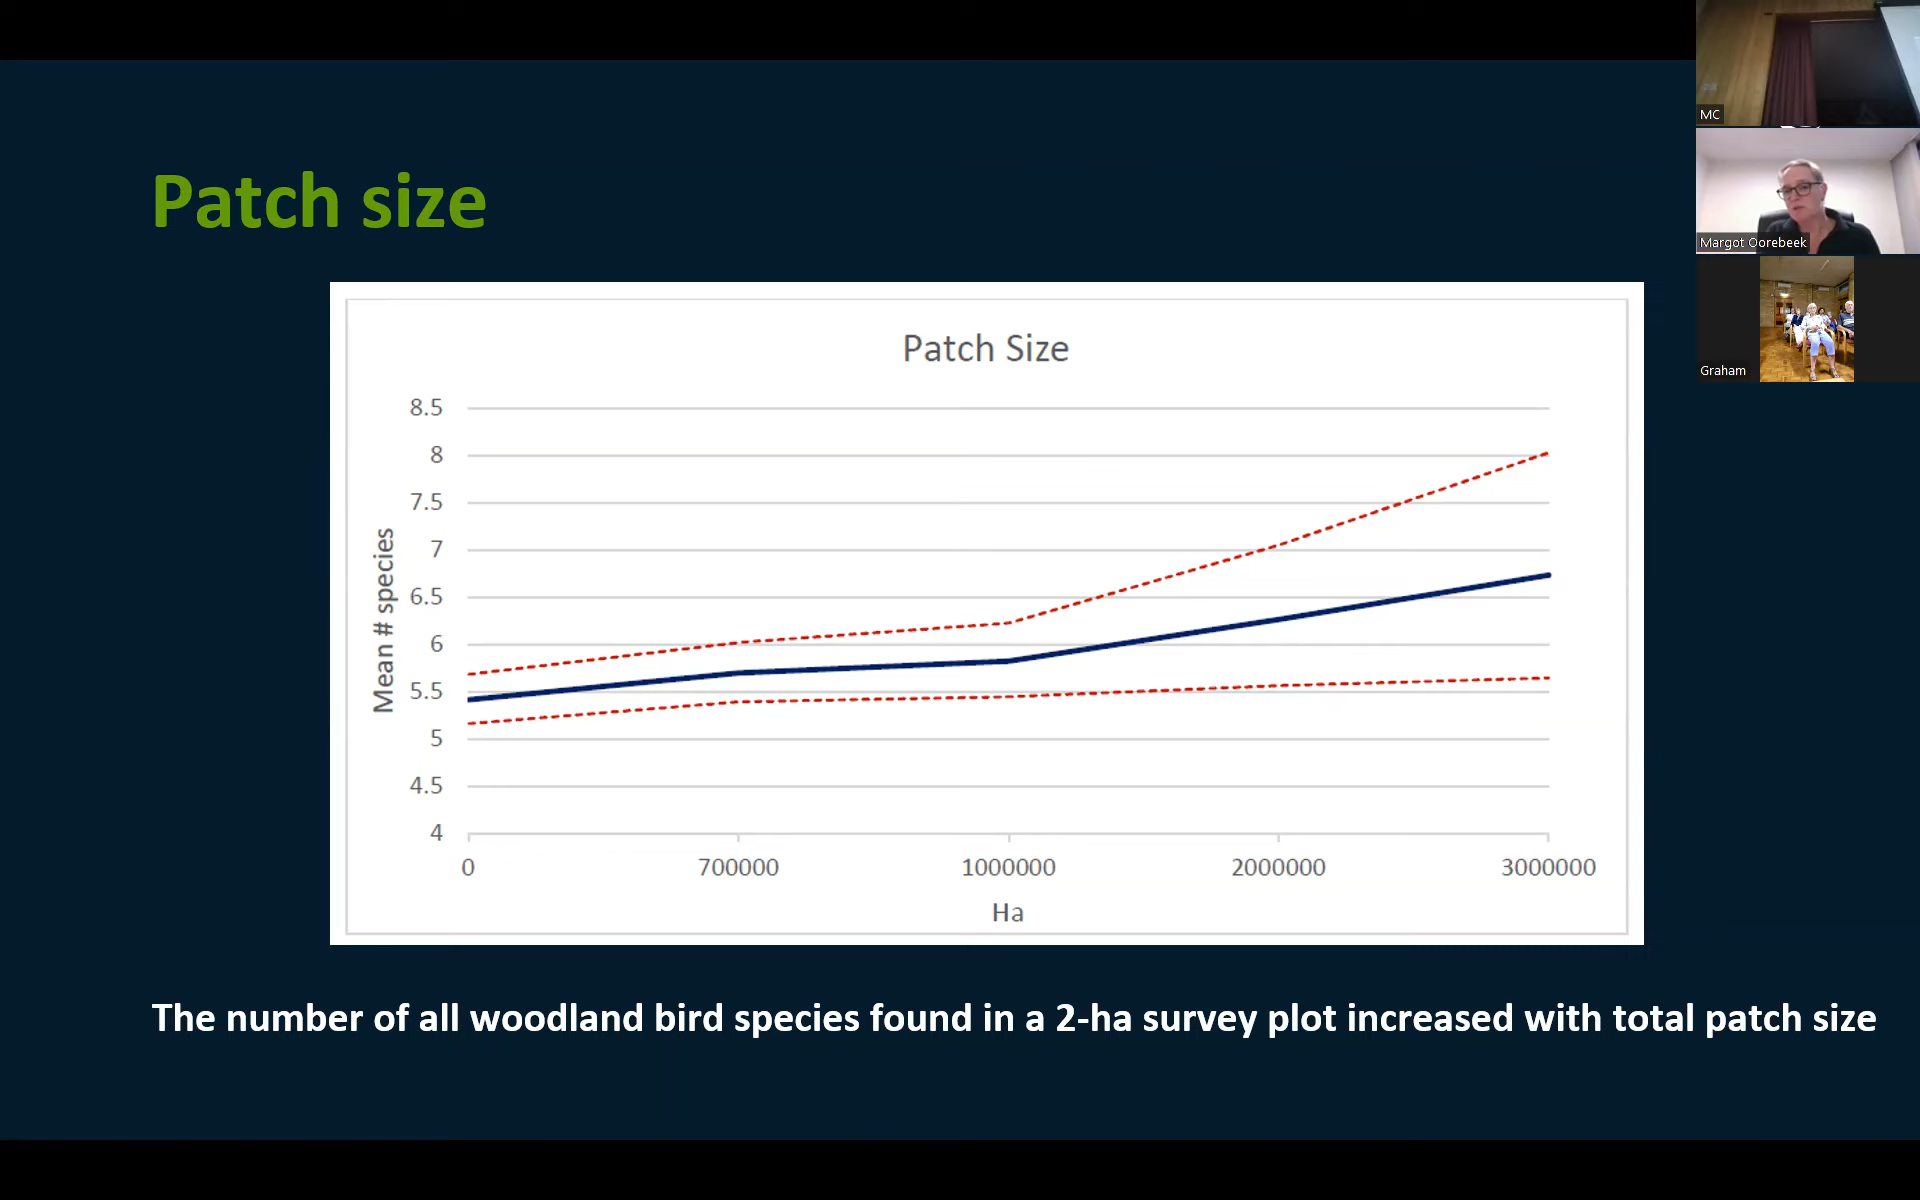 MC
Margot Oorebeek
Graham
Patch size
Patch Size
8.5
8
7.5
7
6.5
6
5.5
5
4.5
4
Mean # species
0 700000 1000000 2000000 3000000
Ha
The number of all woodland bird species found in a 2-ha survey plot increased with total patch size